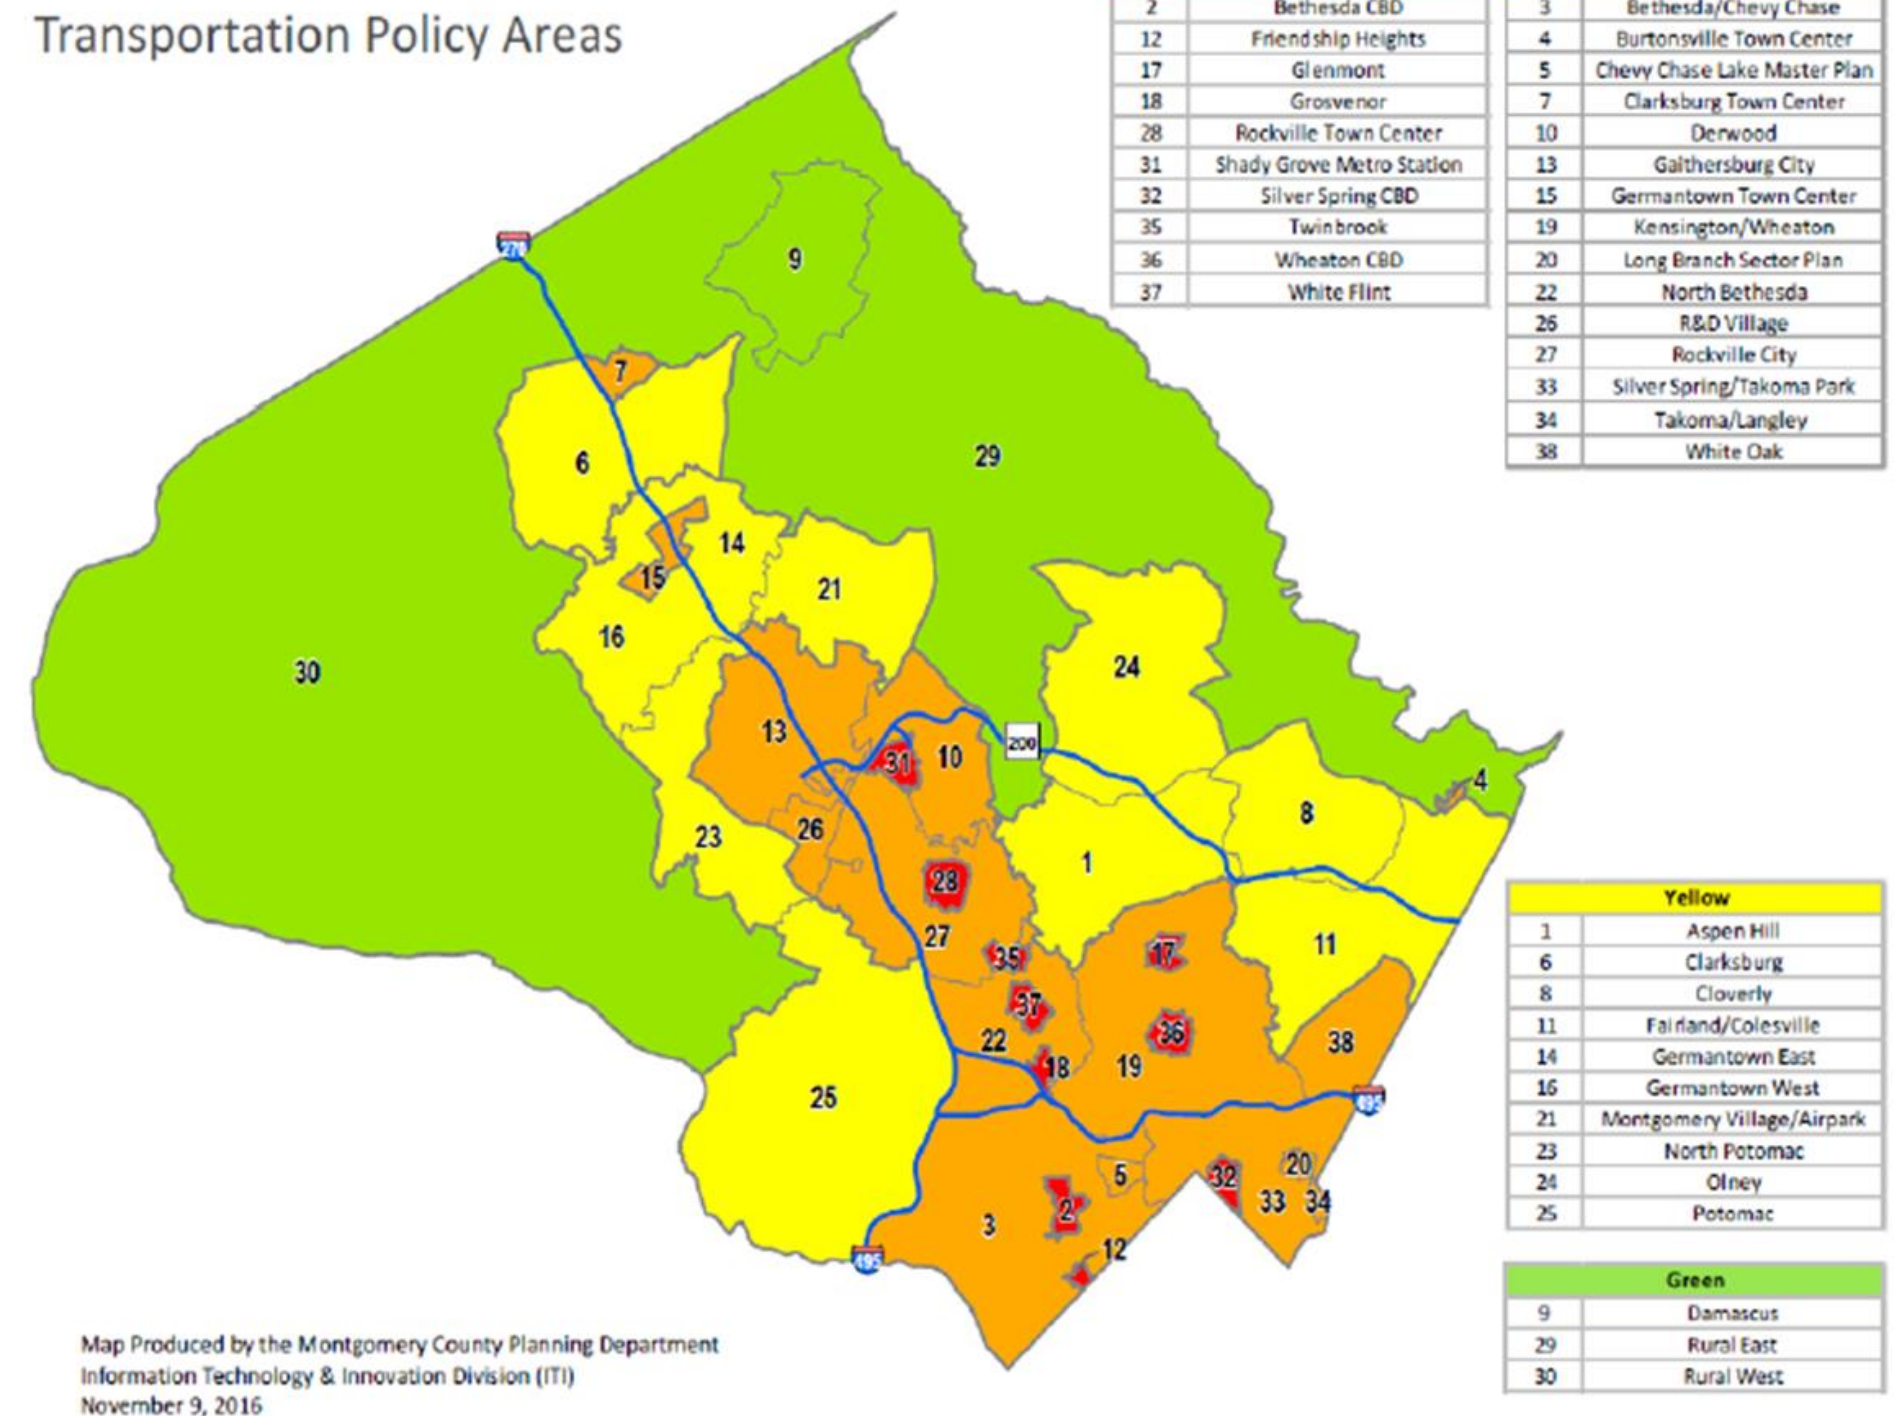 Transportation Policy Areas
2 Bethesda CBD
12 Friendship Heights
17 Glenmont
18 Grosvenor
28 Rockville Town Center
31 Shady Grove Metro Station
32 Silver Spring CBD
35 Twinbrook
36 Wheaton CBD
37 White Flint
3 Bethesda/Chevy Chase
4 Burtonsville Town Center
5 Chevy Chase Lake Master Plan
7 Clarksburg Town Center
10 Derwood
13 Gaithersburg City
15 Germantown Town Center
19 Kensington/Wheaton
20 Long Branch Sector Plan
22 North Bethesda
26 R&D Village
27 Rockville City
33 Silver Spring/Takoma Park
34 Takoma/Langley
38 White Oak
270
9
7
6
29
14
15
21
16
30
24
13
200
31
10
4
26
8
23
1
28
27
35
17
11
37
36
22
38
18
19
25
495
5
32
20
33
34
2
3
12
495
Yellow
1 Aspen Hill
6 Clarksburg
8 Cloverly
11 Fairland/Colesville
14 Germantown East
16 Germantown West
21 Montgomery Village/Airpark
23 North Potomac
24 Olney
25 Potomac
Green
9 Damascus
29 Rural East
30 Rural West
Map Produced by the Montgomery County Planning Department
Information Technology & Innovation Division (ITI)
November 9, 2016